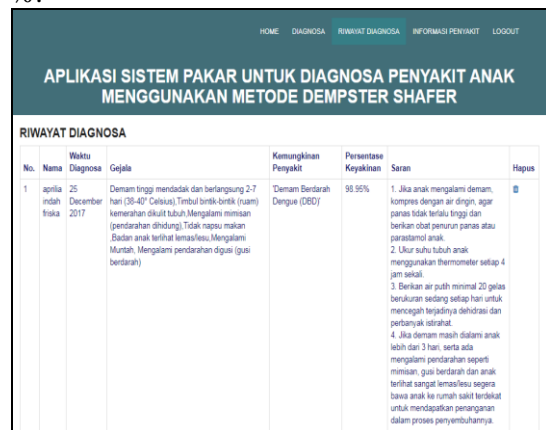 HOME DIAGNOSA RIWAYAT DIAGNOSA INFORMASI PENYAKIT LOGOUT
APLIKASI SISTEM PAKAR UNTUK DIAGNOSA PENYAKIT ANAK
MENGGUNAKAN METODE DEMPSTER SHAFER
RIWAYAT DIAGNOSA
No. Nama Waktu Diagnosa Gejala Kemungkinan Penyakit Persentase Keyakinan Saran Hapus
1
aprilia
indah
friska
25
December
2017
Demam tinggi mendadak dan berlangsung 2-7
hari (38-40° Celsius),Timbul bintik-bintik (ruam)
kemerahan dikulit tubuh,Mengalami mimisan
(pendarahan dihidung),Tidak napsu makan
,Badan anak terlihat lemas/lesu,Mengalami
Muntah, Mengalami pendarahan digusi (gusi
berdarah)
'Demam Berdarah
Dengue (DBD)'
98.95%
1. Jika anak mengalami demam,
kompres dengan air dingin, agar
panas tidak terlalu tinggi dan
berikan obat penurun panas atau
parastamol anak.
2. Ukur suhu tubuh anak
menggunakan thermometer setiap 4
jam sekali.
3. Berikan air putih minimal 20 gelas
berukuran sedang setiap hari untuk
mencegah terjadinya dehidrasi dan
perbanyak istirahat.
4. Jika demam masih dialami anak
lebih dari 3 hari, serta ada
mengalami pendarahan seperti
mimisan, gusi berdarah dan anak
terlihat sangat lemas/lesu segera
bawa anak ke rumah sakit terdekat
untuk mendapatkan penanganan
dalam proses penyembuhannya.